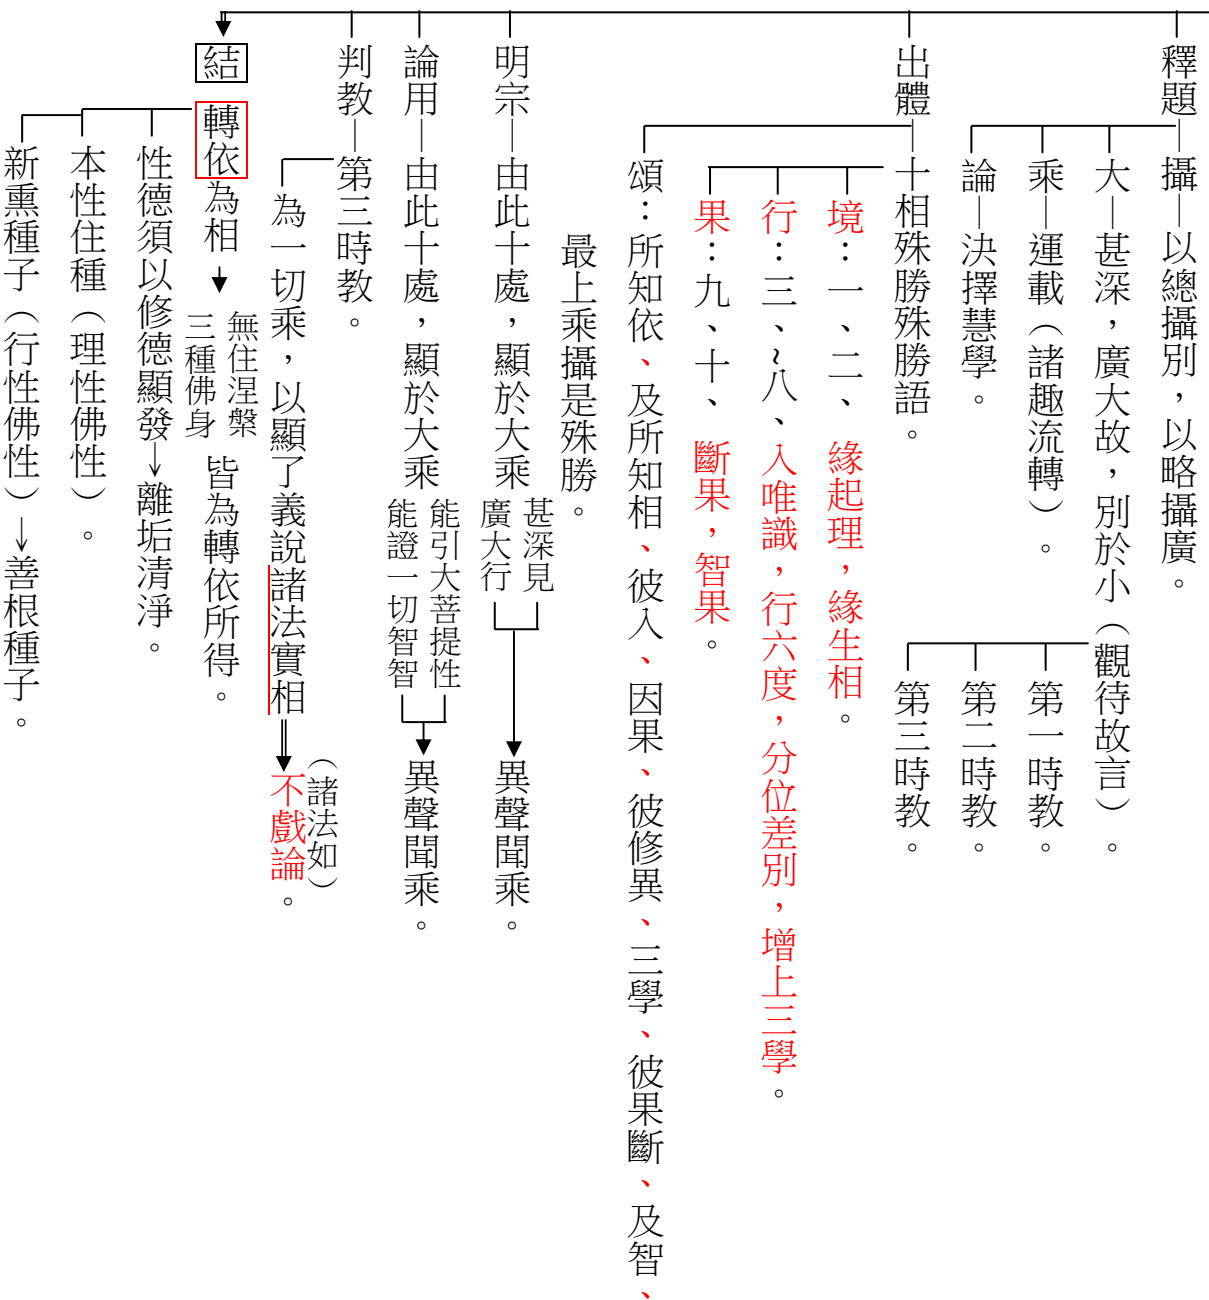 釋題—攝—以總攝別，以略攝廣。
大—甚深，廣大故，別於小（觀待故言）。
第一時教。
第二時教。
第三時教。
乘—運載（諸趣流轉）。
論—決擇慧學。
出體—十相殊勝殊勝語。
境：一、二、緣起理，緣生相。
行：三、~八、入唯識，行六度，分位差別，增上三學。
果：九、十、斷果，智果。
頌：所知依、及所知相、彼入、因果、彼修異、三學、彼果斷、及智、
最上乘攝是殊勝。
明宗—由此十處，顯於大乘
甚深見
廣大行
異聲聞乘。
論用—由此十處，顯於大乘
能引大菩提性
能證一切智智
異聲聞乘。
判教—第三時教。
為一切乘，以顯了義說諸法實相
（諸法如）
不戲論。
結
轉依為相
無住涅槃
三種佛身
皆為轉依所得。
性德須以修德顯發→離垢清淨。
本性住種（理性佛性）。
新熏種子（行性佛性）→善根種子。